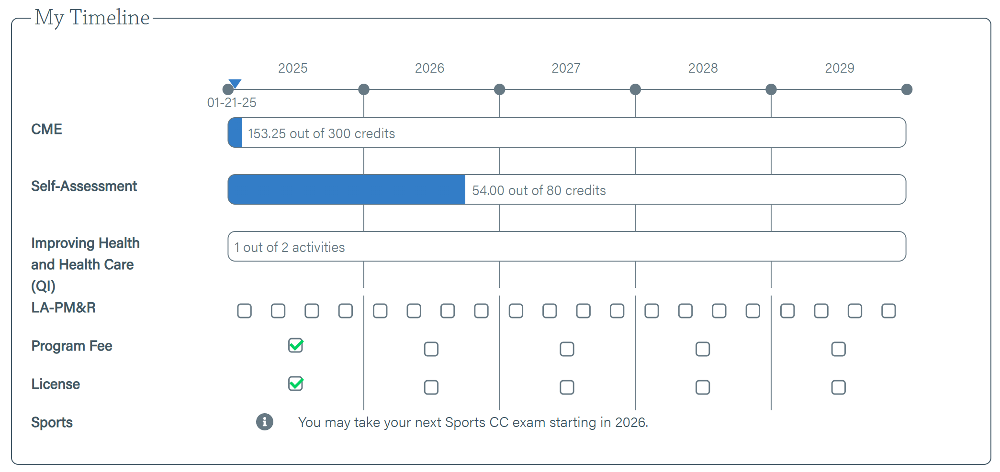 My Timeline
2025 2026 2027 2028 2029
01-21-25
CME
153.25 out of 300 credits
Self-Assessment
54.00 out of 80 credits
Improving Health
and Health Care
(QI)
1 out of 2 activities
LA-PM&R
Program Fee
License
Sports
You may take your next Sports CC exam starting in 2026.